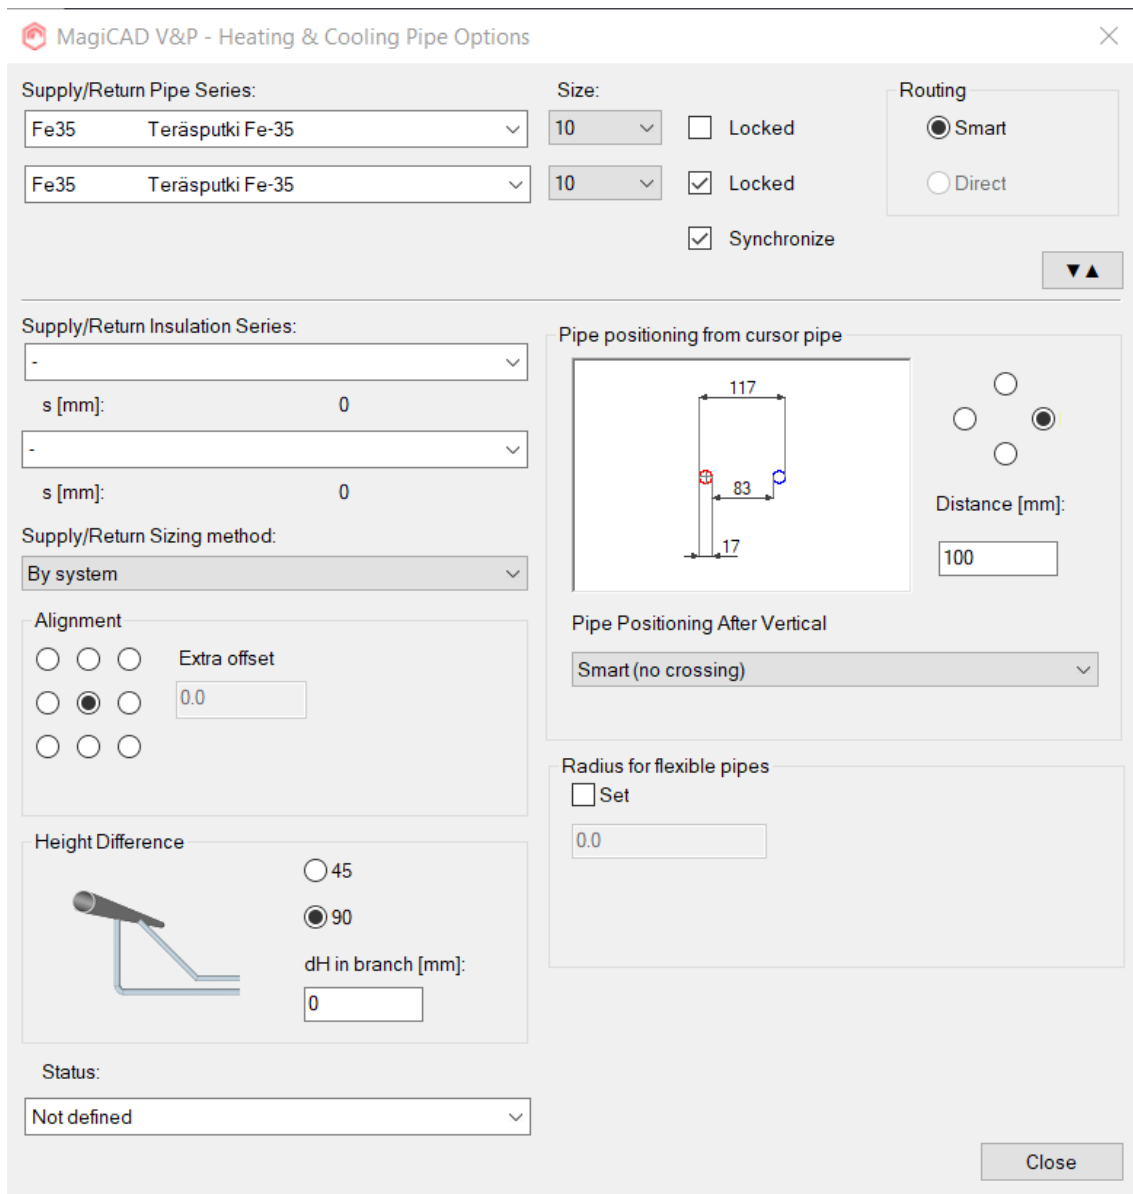 MagiCAD V&P - Heating & Cooling Pipe Options
Supply/Return Pipe Series:
Size:
Routing
Fe35 Teräsputki Fe-35
10
Locked
Smart
Fe35 Teräsputki Fe-35
10
Locked
Direct
Synchronize
▼▲
Supply/Return Insulation Series:
-
s [mm]: 0
-
s [mm]: 0
Supply/Return Sizing method:
By system
Alignment
Extra offset
0.0
Height Difference
45
90
dH in branch [mm]:
0
Status:
Not defined
Pipe positioning from cursor pipe
117
83
17
Distance [mm]:
100
Pipe Positioning After Vertical
Smart (no crossing)
Radius for flexible pipes
Set
0.0
Close